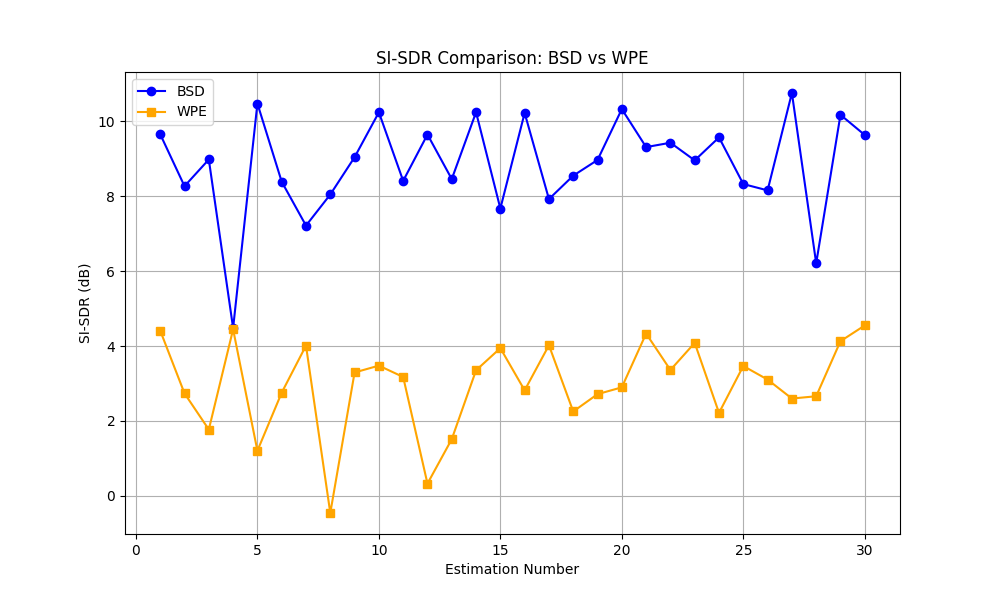 SI-SDR Comparison: BSD vs WPE
BSD
WPE
SI-SDR (dB)
10
8
6
4
2
0
0 5 10 15 20 25 30
Estimation Number